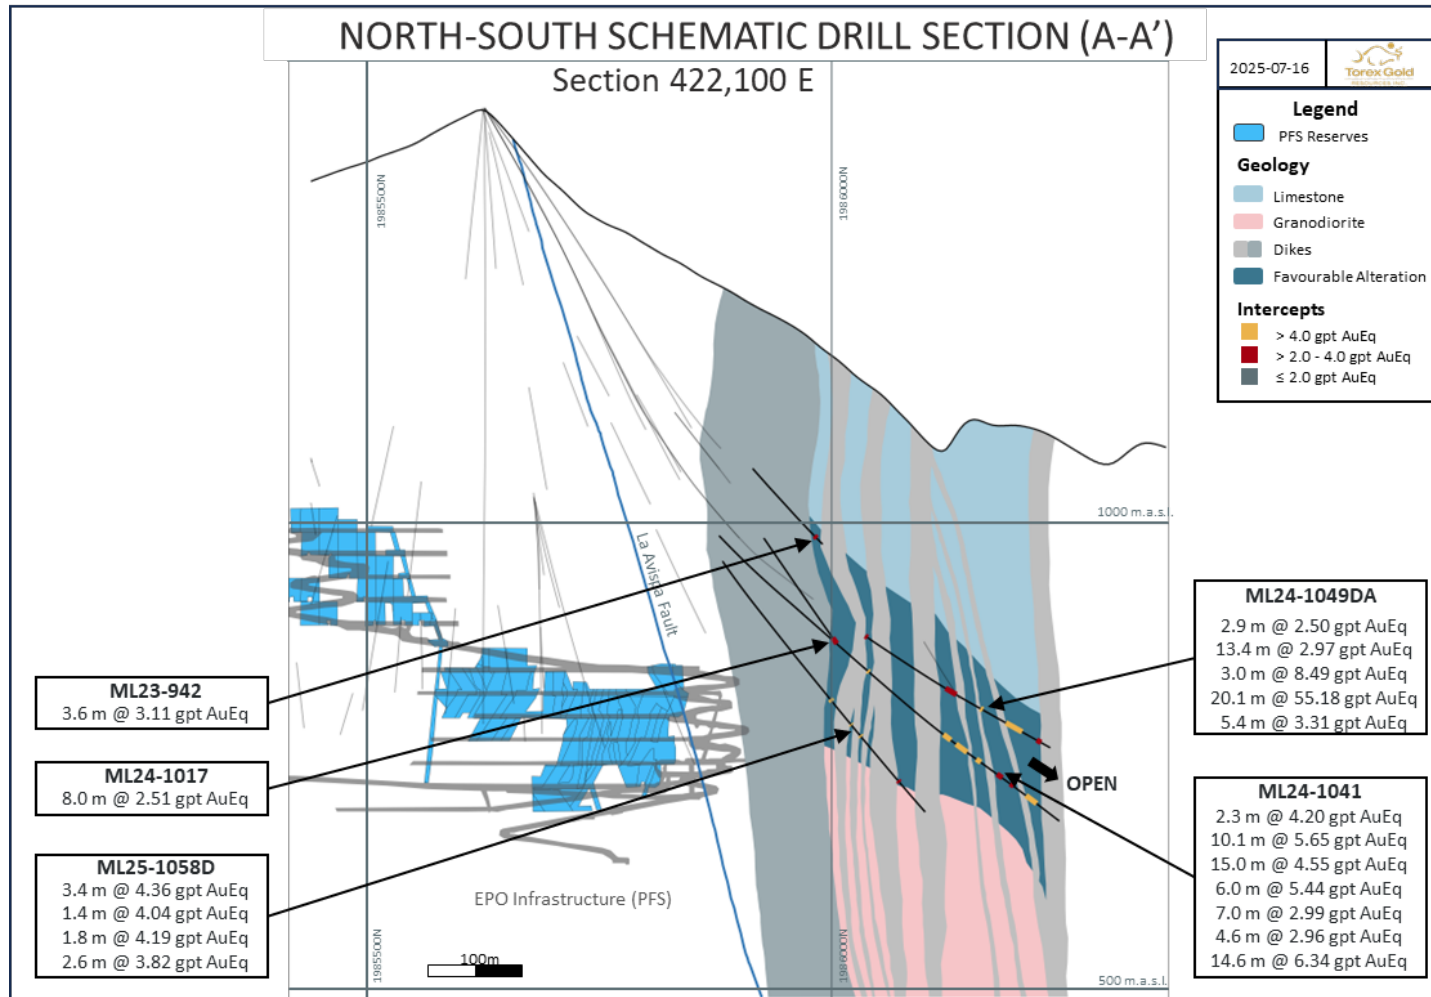 NORTH-SOUTH SCHEMATIC DRILL SECTION (A-A’)
Section 422,100 E
2025-07-16
Torex Gold
RESOURCES INC.
Legend
PFS Reserves
Geology
Limestone
Granodiorite
Dikes
Favourable Alteration
Intercepts
> 4.0 gpt AuEq
> 2.0 - 4.0 gpt AuEq
≤ 2.0 gpt AuEq
1985500N
1986000N
1000 m.a.s.l.
La Avispa Fault
ML23-942
3.6 m @ 3.11 gpt AuEq
ML24-1017
8.0 m @ 2.51 gpt AuEq
ML25-1058D
3.4 m @ 4.36 gpt AuEq
1.4 m @ 4.04 gpt AuEq
1.8 m @ 4.19 gpt AuEq
2.6 m @ 3.82 gpt AuEq
ML24-1049DA
2.9 m @ 2.50 gpt AuEq
13.4 m @ 2.97 gpt AuEq
3.0 m @ 8.49 gpt AuEq
20.1 m @ 55.18 gpt AuEq
5.4 m @ 3.31 gpt AuEq
OPEN
ML24-1041
2.3 m @ 4.20 gpt AuEq
10.1 m @ 5.65 gpt AuEq
15.0 m @ 4.55 gpt AuEq
6.0 m @ 5.44 gpt AuEq
7.0 m @ 2.99 gpt AuEq
4.6 m @ 2.96 gpt AuEq
14.6 m @ 6.34 gpt AuEq
EPO Infrastructure (PFS)
100m
1985500N
1986000N
500 m.a.s.l.